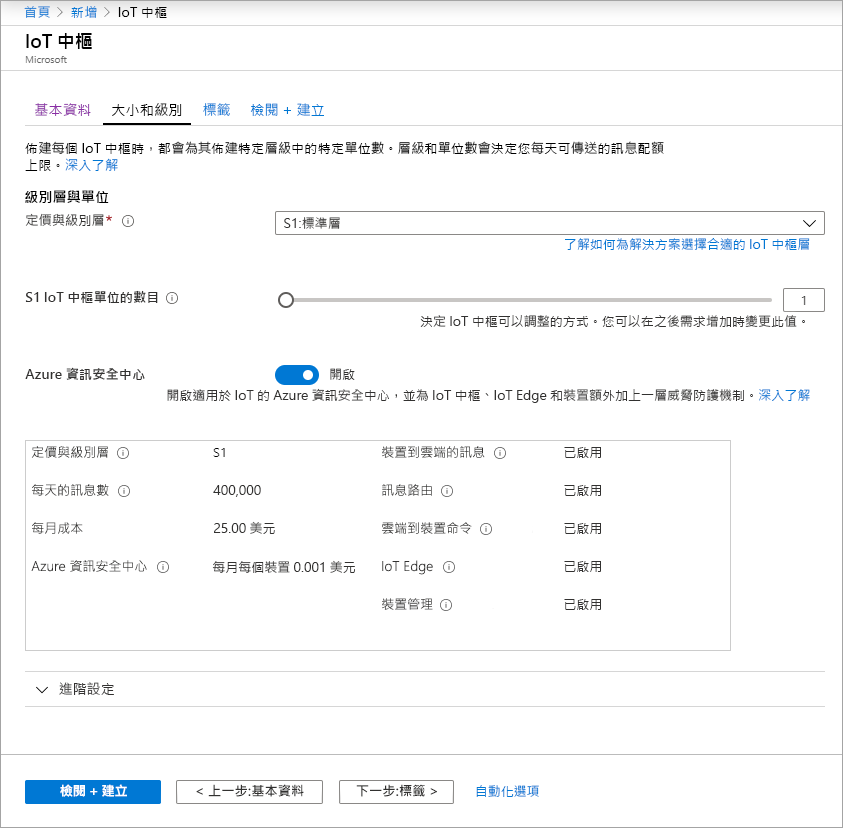 首頁 > 新增 > IoT 中樞
IoT 中樞
Microsoft
基本資料 大小和級別 標籤 檢閱 + 建立
佈建每個 IoT 中樞時，都會為其佈建特定層級中的特定單位數。層級和單位數會決定您每天可傳送的訊息配額
上限。深入了解
級別層與單位
定價與級別層* S1:標準層
了解如何為解決方案選擇合適的 IoT 中樞層
S1 IoT 中樞單位的數目 1
決定 IoT 中樞可以調整的方式。您可以在之後需求增加時變更此值。
Azure 資訊安全中心 開啟
開啟適用於 IoT 的 Azure 資訊安全中心，並為 IoT 中樞、IoT Edge 和裝置額外加上一層威脅防護機制。深入了解
定價與級別層 S1 裝置到雲端的訊息 已啟用
每天的訊息數 400,000 訊息路由 已啟用
每月成本 25.00 美元 雲端到裝置命令 已啟用
Azure 資訊安全中心 每月每個裝置 0.001 美元 IoT Edge 已啟用
裝置管理 已啟用
進階設定
檢閱 + 建立 < 上一步:基本資料 下一步:標籤 > 自動化選項